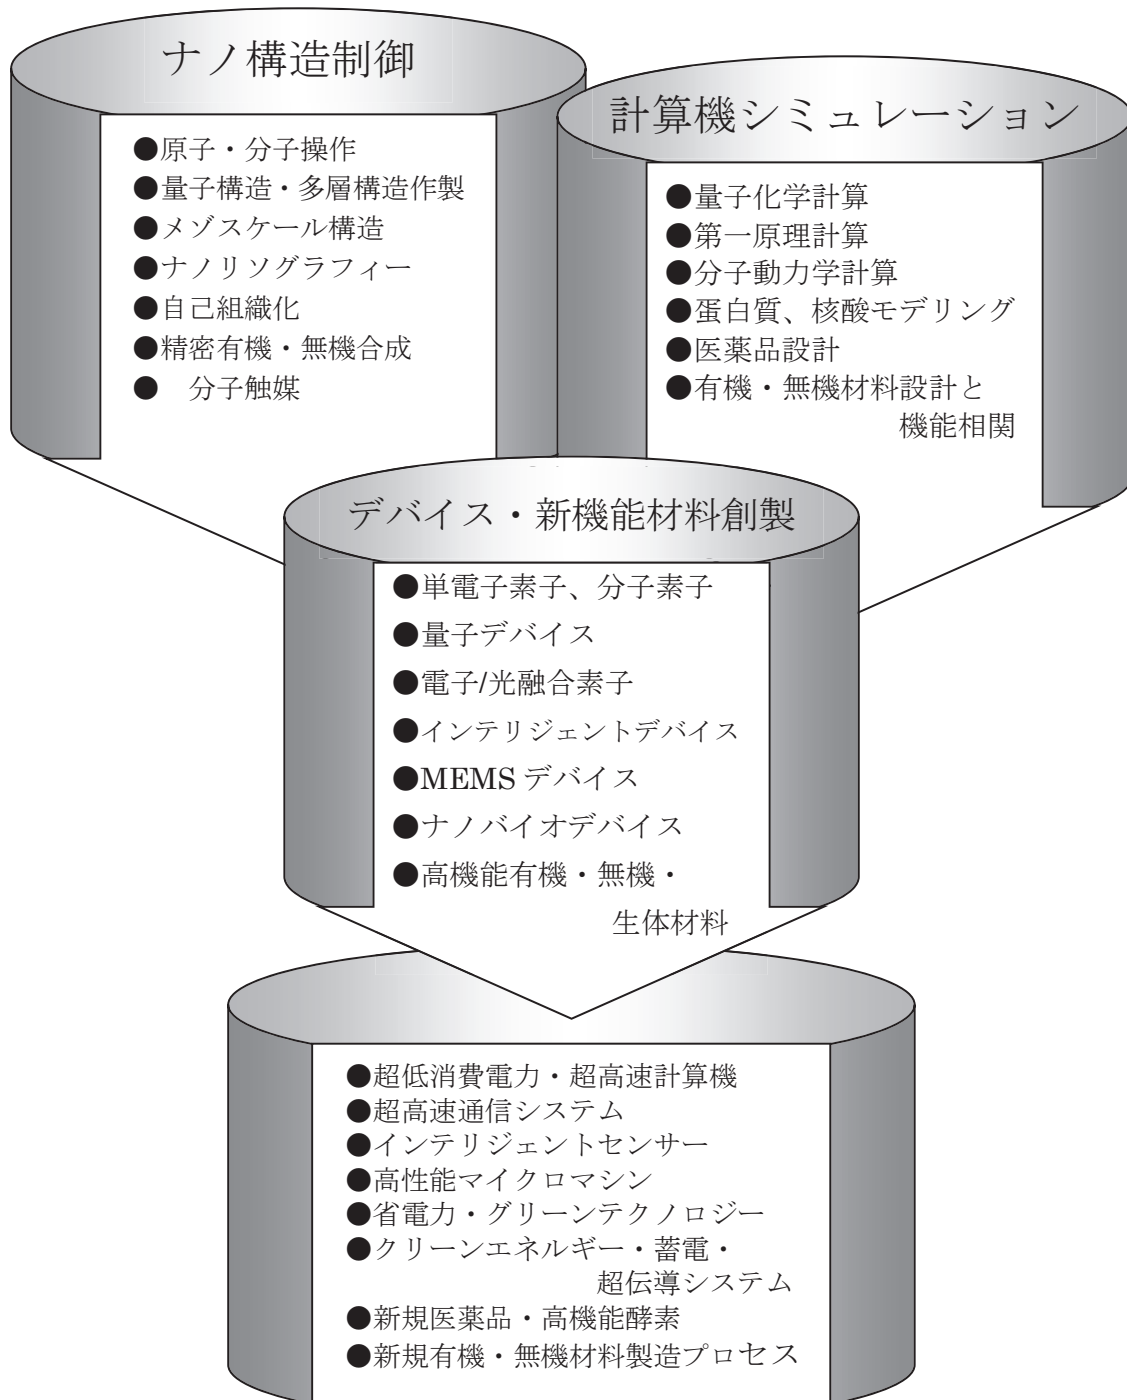 ナノ構造制御
●原子・分子操作
●量子構造・多層構造作製
●メゾスケール構造
●ナノリソグラフィー
●自己組織化
●精密有機・無機合成
●　分子触媒
計算機シミュレーション
●量子化学計算
●第一原理計算
●分子動力学計算
●蛋白質、核酸モデリング
●医薬品設計
●有機・無機材料設計と
機能相関
デバイス・新機能材料創製
●単電子素子、分子素子
●量子デバイス
●電子/光融合素子
●インテリジェントデバイス
●MEMS デバイス
●ナノバイオデバイス
●高機能有機・無機・
生体材料
●超低消費電力・超高速計算機
●超高速通信システム
●インテリジェントセンサー
●高性能マイクロマシン
●省電力・グリーンテクノロジー
●クリーンエネルギー・蓄電・
超伝導システム
●新規医薬品・高機能酵素
●新規有機・無機材料製造プロセス